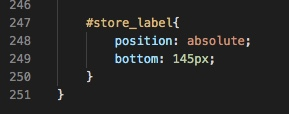 246
247 #store_label{
248 position: absolute;
249 bottom: 145px;
250 }
251 }